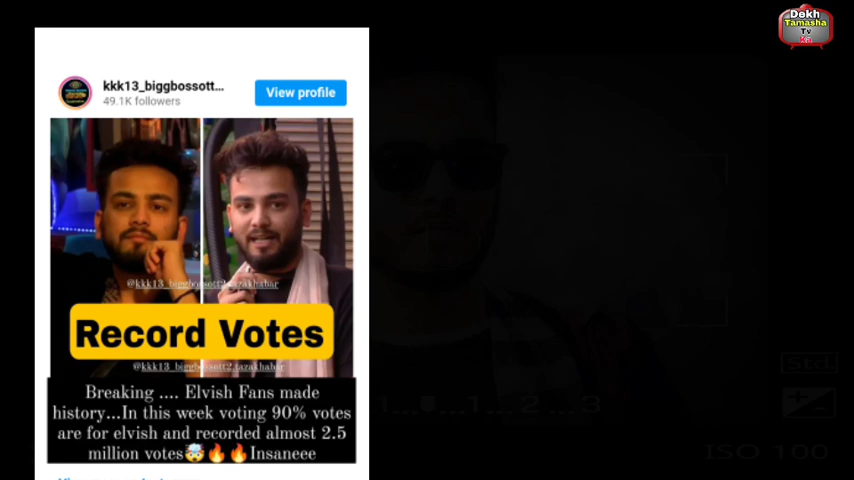 Dekh
Tamasha
Tv
kkk13_biggbossott...
49.1K followers
View profile
@kkk13_biggbossott2.tazakhabar
Record Votes
@kkk13_biggbossott2.tazakhabar
Breaking .... Elvish Fans made
history...In this week voting 90% votes
are for elvish and recorded almost 2.5
million votes🤯🔥🔥Insaneee
Std
ISO 100